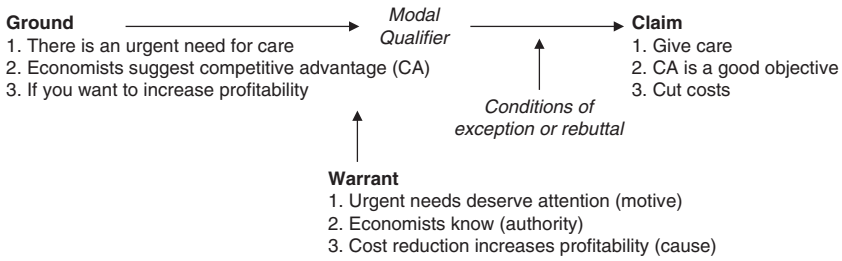 Ground
1. There is an urgent need for care
2. Economists suggest competitive advantage (CA)
3. If you want to increase profitability
Modal
Qualifier
Claim
1. Give care
2. CA is a good objective
3. Cut costs
Conditions of
exception or rebuttal
Warrant
1. Urgent needs deserve attention (motive)
2. Economists know (authority)
3. Cost reduction increases profitability (cause)